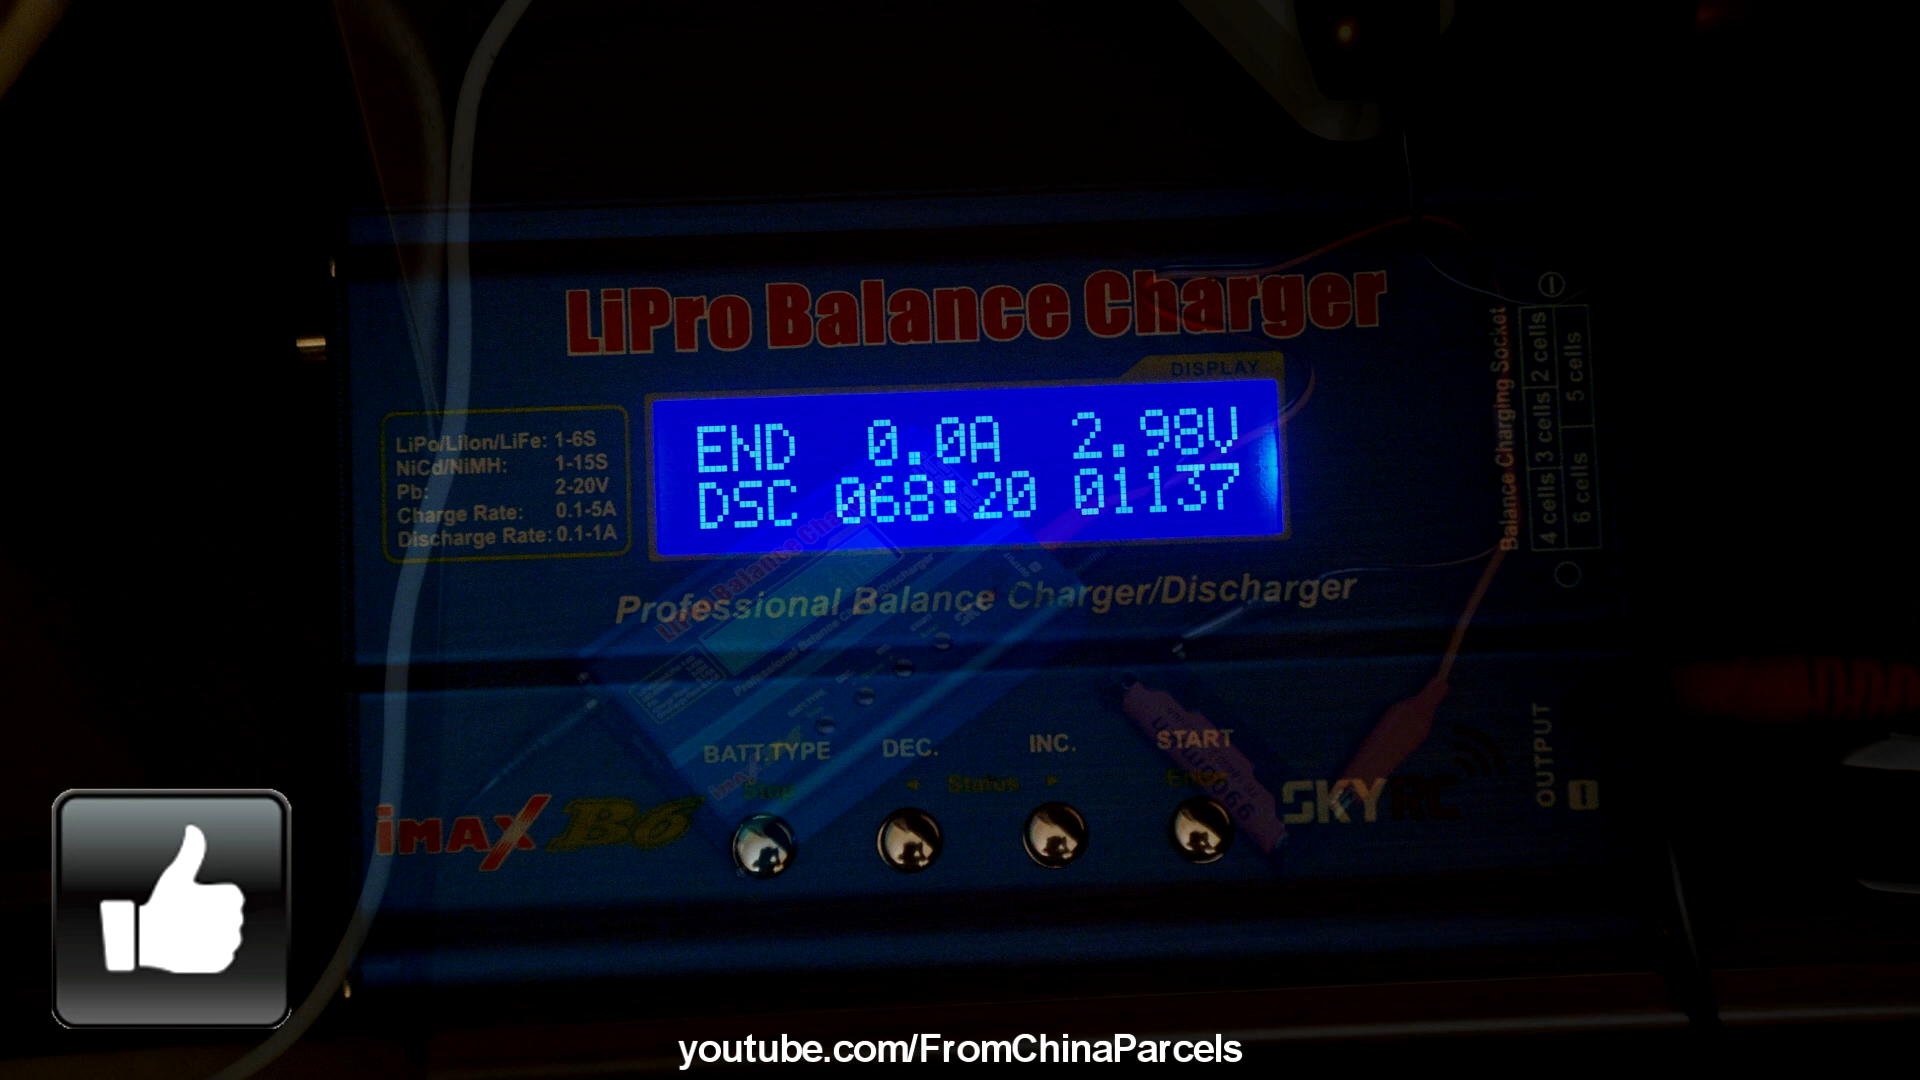 LiPro Balance Charger
DISPLAY
END 0.0A 2.98V
DSC 068:20 01137
LiPo/LiIon/LiFe: 1-6S
NiCd/NiMH: 1-15S
Pb: 2-20V
Charge Rate: 0.1-5A
Discharge Rate: 0.1-1A
Professional Balance Charger/Discharger
Balance Charging Socket
4 cells 3 cells 2 cells
6 cells 5 cells
BATT.TYPE DEC. INC. START
Stop ◄ Status ► Enter
iMAX B6
SKYRC
OUTPUT
youtube.com/FromChinaParcels